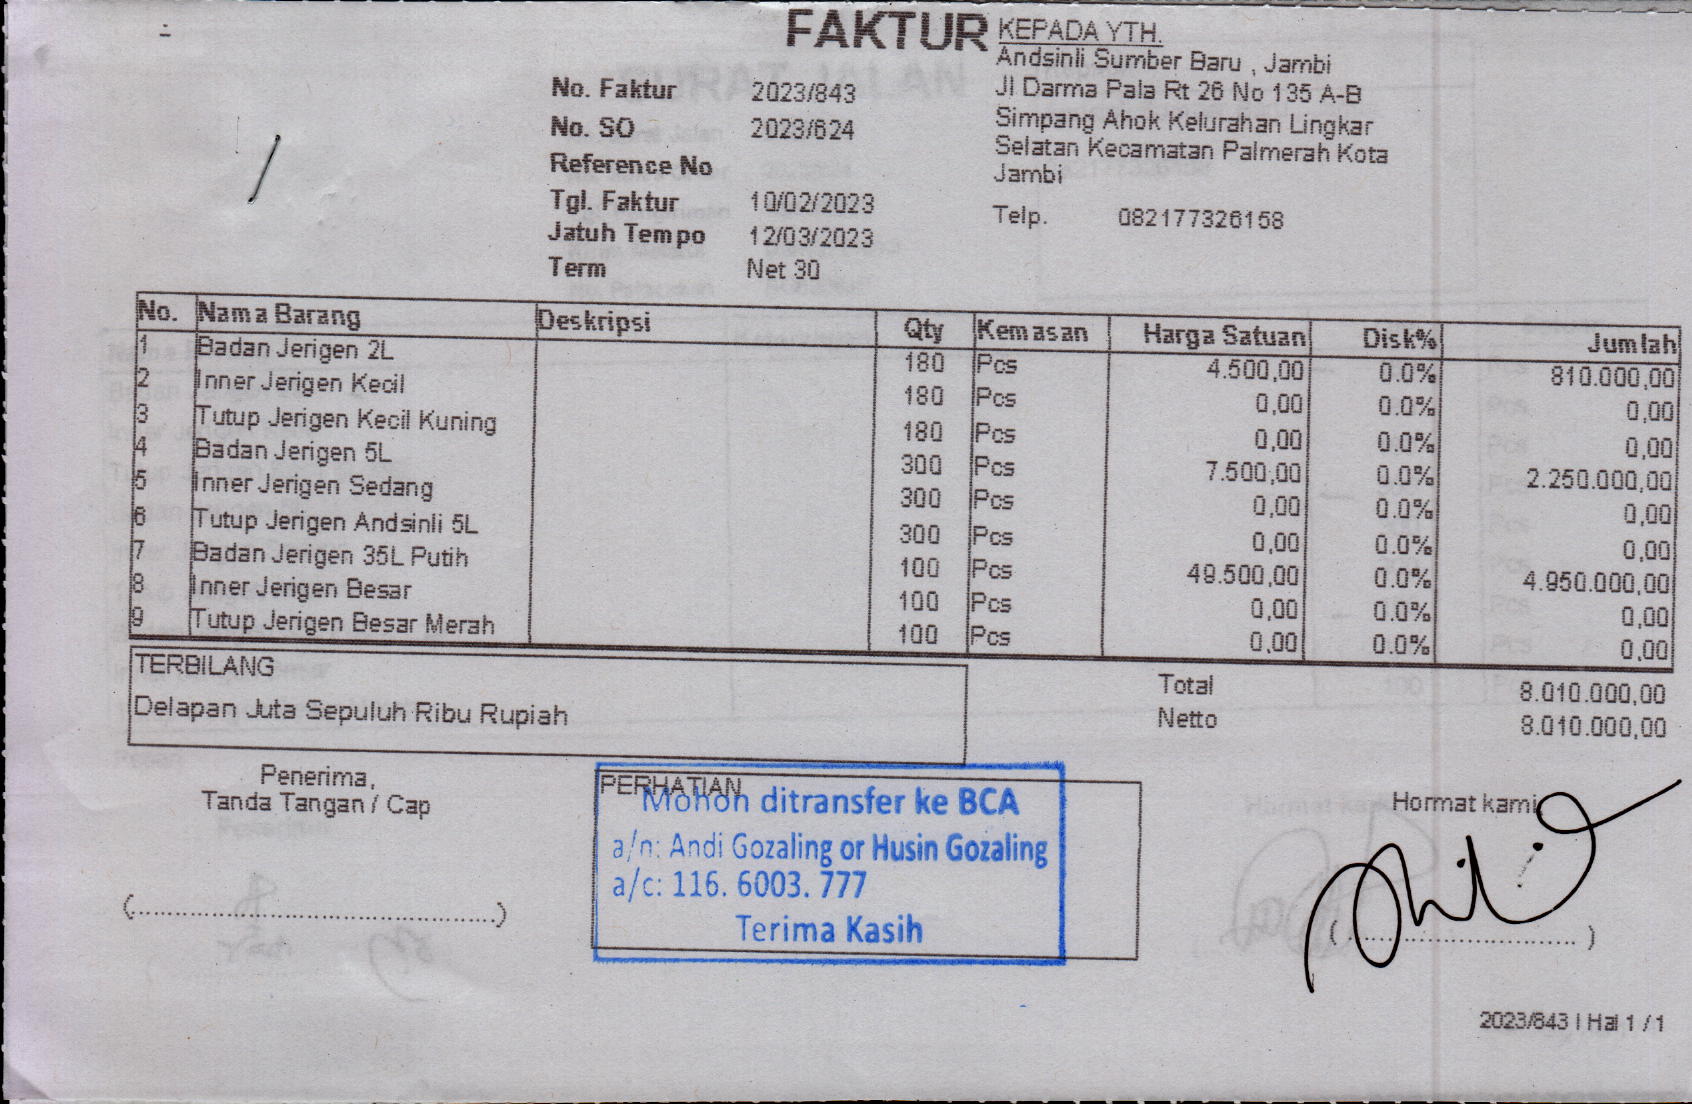 FAKTUR
KEPADA YTH.
Andsinli Sumber Baru , Jambi
Jl Darma Pala Rt 26 No 135 A-B
Simpang Ahok Kelurahan Lingkar
Selatan Kecamatan Palmerah Kota
Jambi
Telp. 082177326158
No. Faktur 2023/843
No. SO 2023/624
Reference No
Tgl. Faktur 10/02/2023
Jatuh Tempo 12/03/2023
Term Net 30
No. Nama Barang Deskripsi Qty Kemasan Harga Satuan Disk% Jumlah
1 Badan Jerigen 2L 180 Pcs 4.500,00 0.0% 810.000,00
2 Inner Jerigen Kecil 180 Pcs 0,00 0.0% 0,00
3 Tutup Jerigen Kecil Kuning 180 Pcs 0,00 0.0% 0,00
4 Badan Jerigen 5L 300 Pcs 7.500,00 0.0% 2.250.000,00
5 Inner Jerigen Sedang 300 Pcs 0,00 0.0% 0,00
6 Tutup Jerigen Andsinli 5L 300 Pcs 0,00 0.0% 0,00
7 Badan Jerigen 35L Putih 100 Pcs 49.500,00 0.0% 4.950.000,00
8 Inner Jerigen Besar 100 Pcs 0,00 0.0% 0,00
9 Tutup Jerigen Besar Merah 100 Pcs 0,00 0.0% 0,00
TERBILANG
Delapan Juta Sepuluh Ribu Rupiah
Total 8.010.000,00
Netto 8.010.000,00
Penerima,
Tanda Tangan / Cap
(..............................................)
PERHATIAN
Mohon ditransfer ke BCA
a/n: Andi Gozaling or Husin Gozaling
a/c: 116. 6003. 777
Terima Kasih
Hormat kami
(..............................)
2023/843 | Hal 1 / 1